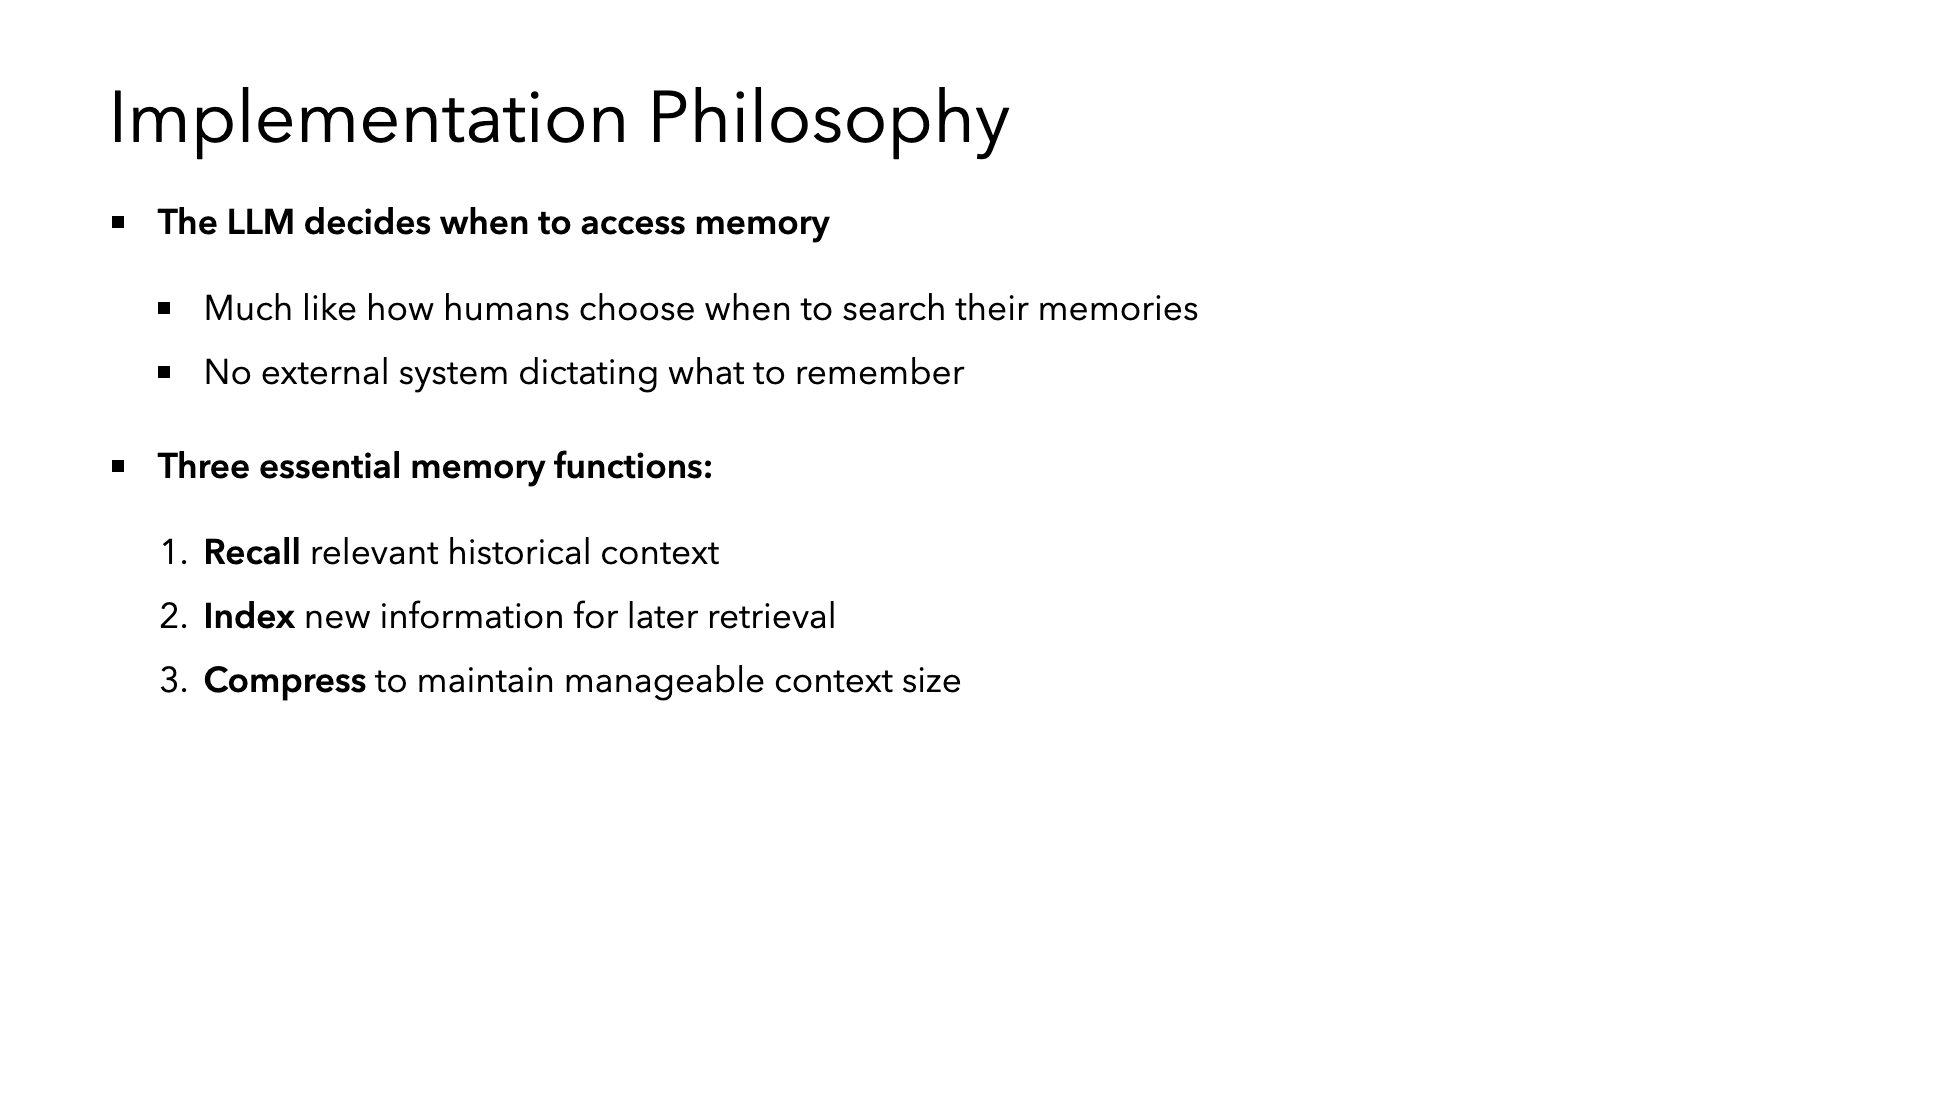 Implementation Philosophy
▪ The LLM decides when to access memory
▪ Much like how humans choose when to search their memories
▪ No external system dictating what to remember
▪ Three essential memory functions:
1. Recall relevant historical context
2. Index new information for later retrieval
3. Compress to maintain manageable context size